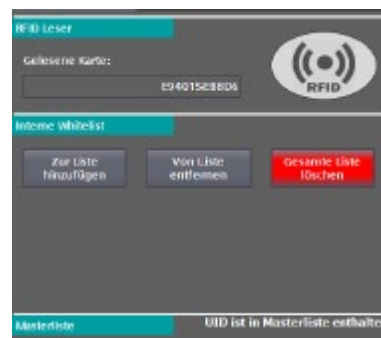 RFID Leser
Gelesene Karte:
RFID
Interne Whitelist
Zur Liste
hinzufügen
Von Liste
entfernen
Gesamte Liste
löschen
Masterliste
UID ist in Masterliste enthalte